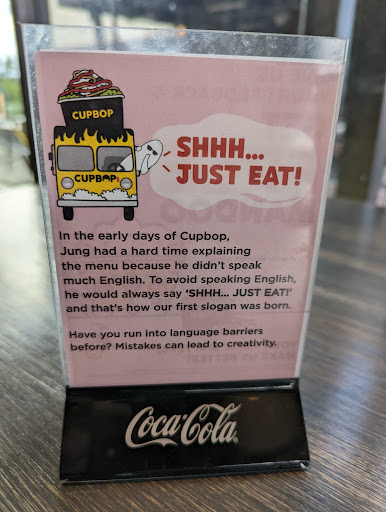 CUPBOP
CUPBOP
SHHH...
JUST EAT!
In the early days of Cupbop,
Jung had a hard time explaining
the menu because he didn't speak
much English. To avoid speaking English,
he would always say 'SHHH... JUST EAT!'
and that's how our first slogan was born.
Have you run into language barriers
before? Mistakes can lead to creativity.
Coca-Cola